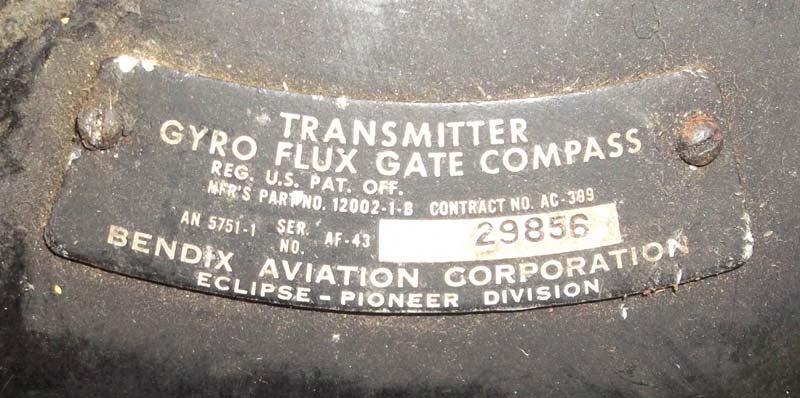 TRANSMITTER
GYRO FLUX GATE COMPASS
REG. U.S. PAT. OFF.
MFR'S PART NO. 12002-1-B CONTRACT NO. AC-389
AN 5751-1 SER. NO. AF-43 29856
BENDIX AVIATION CORPORATION
ECLIPSE - PIONEER DIVISION